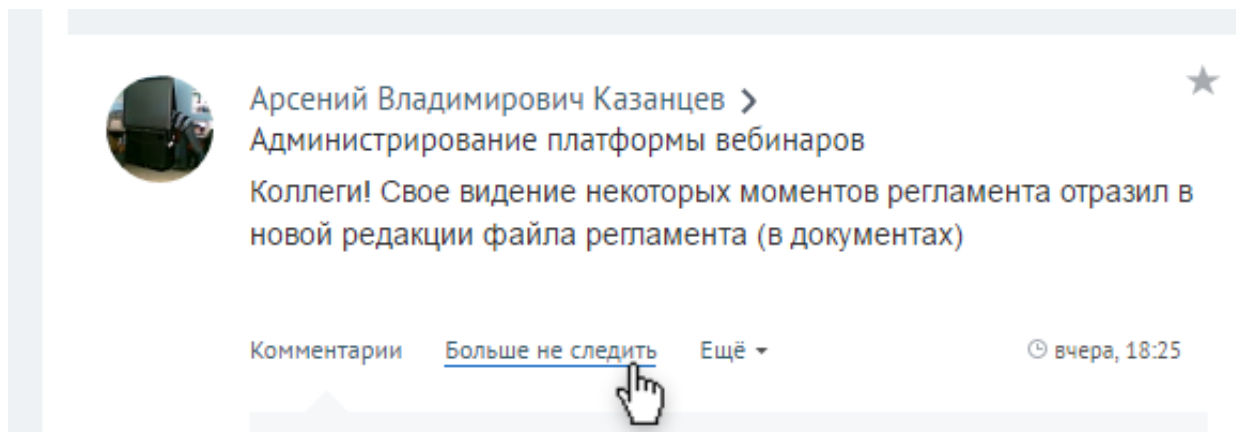 Арсений Владимирович Казанцев
Администрирование платформы вебинаров
Коллеги! Свое видение некоторых моментов регламента отразил в
новой редакции файла регламента (в документах)
Комментарии Больше не следить Ещё вчера, 18:25